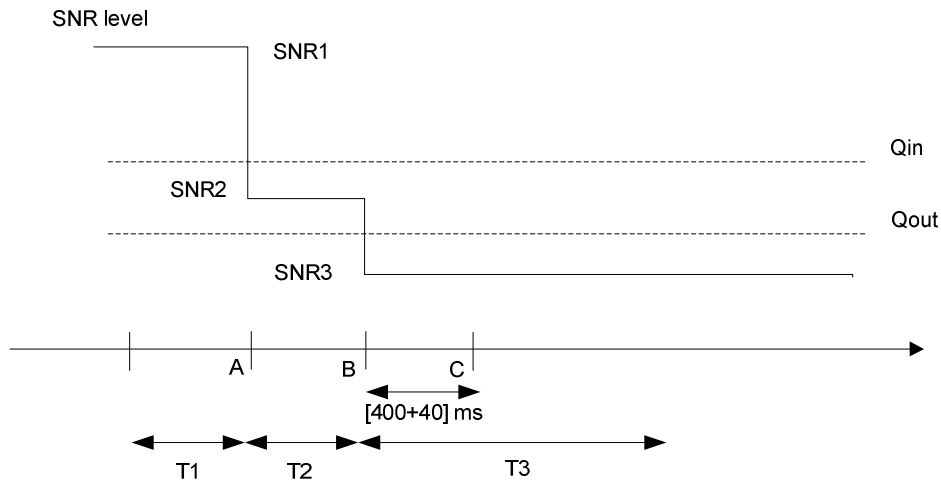 SNR level
SNR1
Qin
SNR2
Qout
SNR3
A
B
C
[400+40] ms
T1
T2
T3